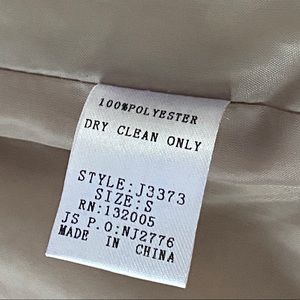 100%POLYESTER
DRY CLEAN ONLY
STYLE:J3373
SIZE:S
RN:132005
JS P.O:NJ2776
MADE IN CHINA